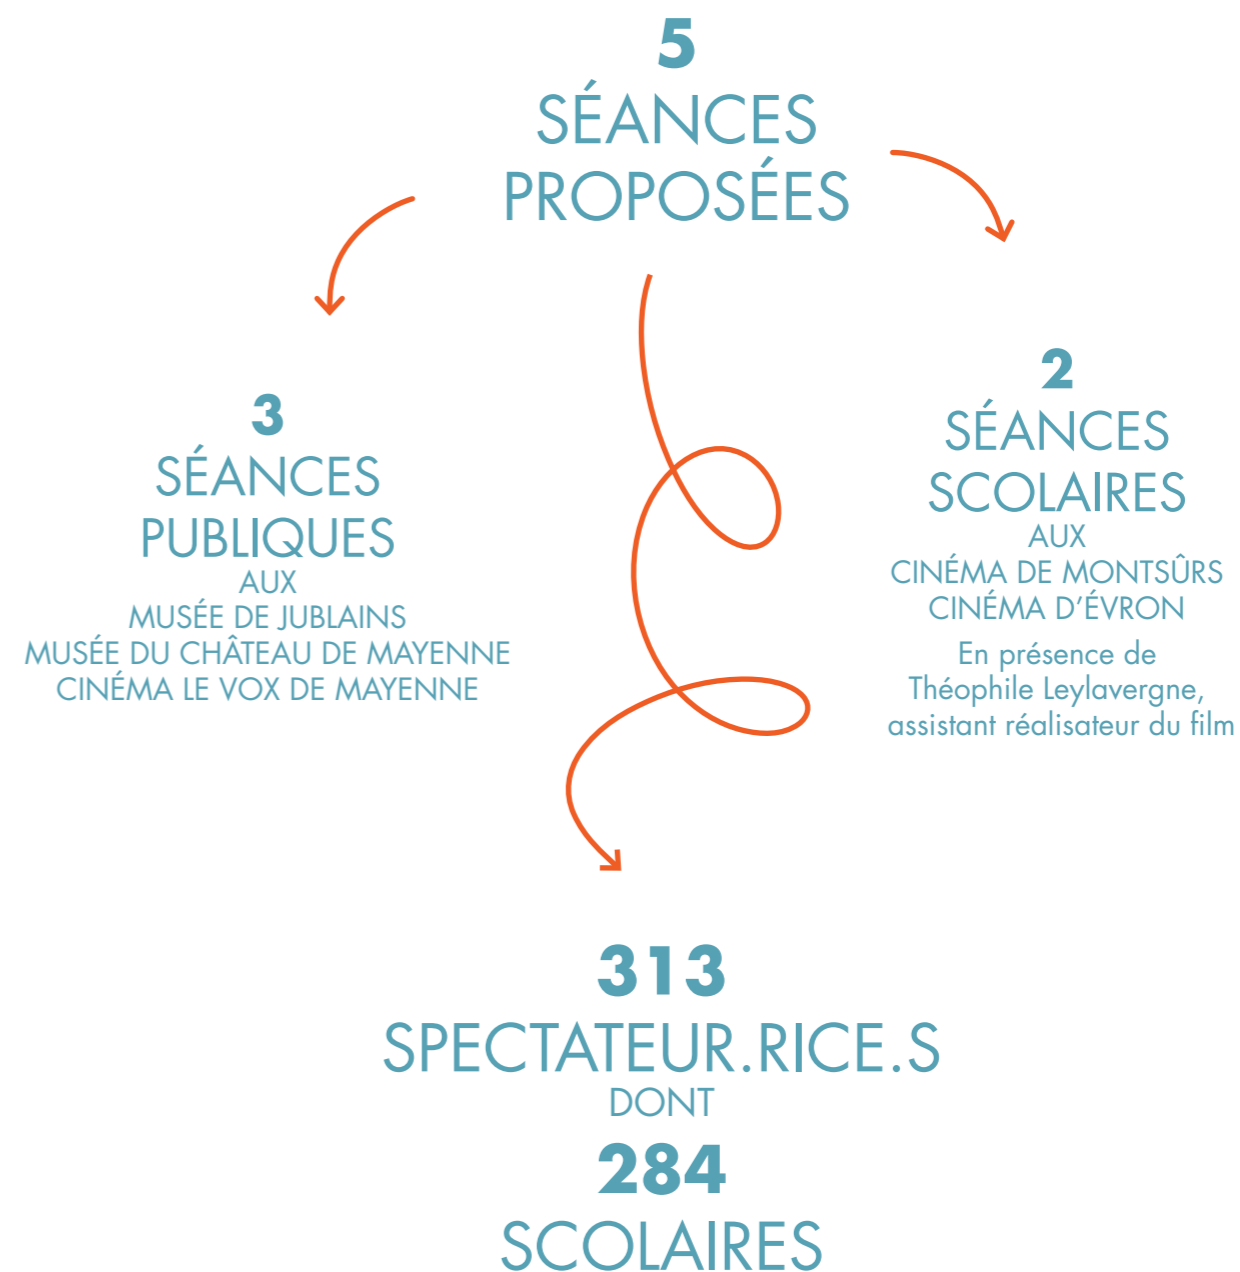 5
SÉANCES
PROPOSÉES
3
SÉANCES
PUBLIQUES
AUX
MUSÉE DE JUBLAINS
MUSÉE DU CHÂTEAU DE MAYENNE
CINÉMA LE VOX DE MAYENNE
2
SÉANCES
SCOLAIRES
AUX
CINÉMA DE MONTSÛRS
CINÉMA D'ÉVRON
En présence de
Théophile Leylavergne,
assistant réalisateur du film
313
SPECTATEUR.RICE.S
DONT
284
SCOLAIRES